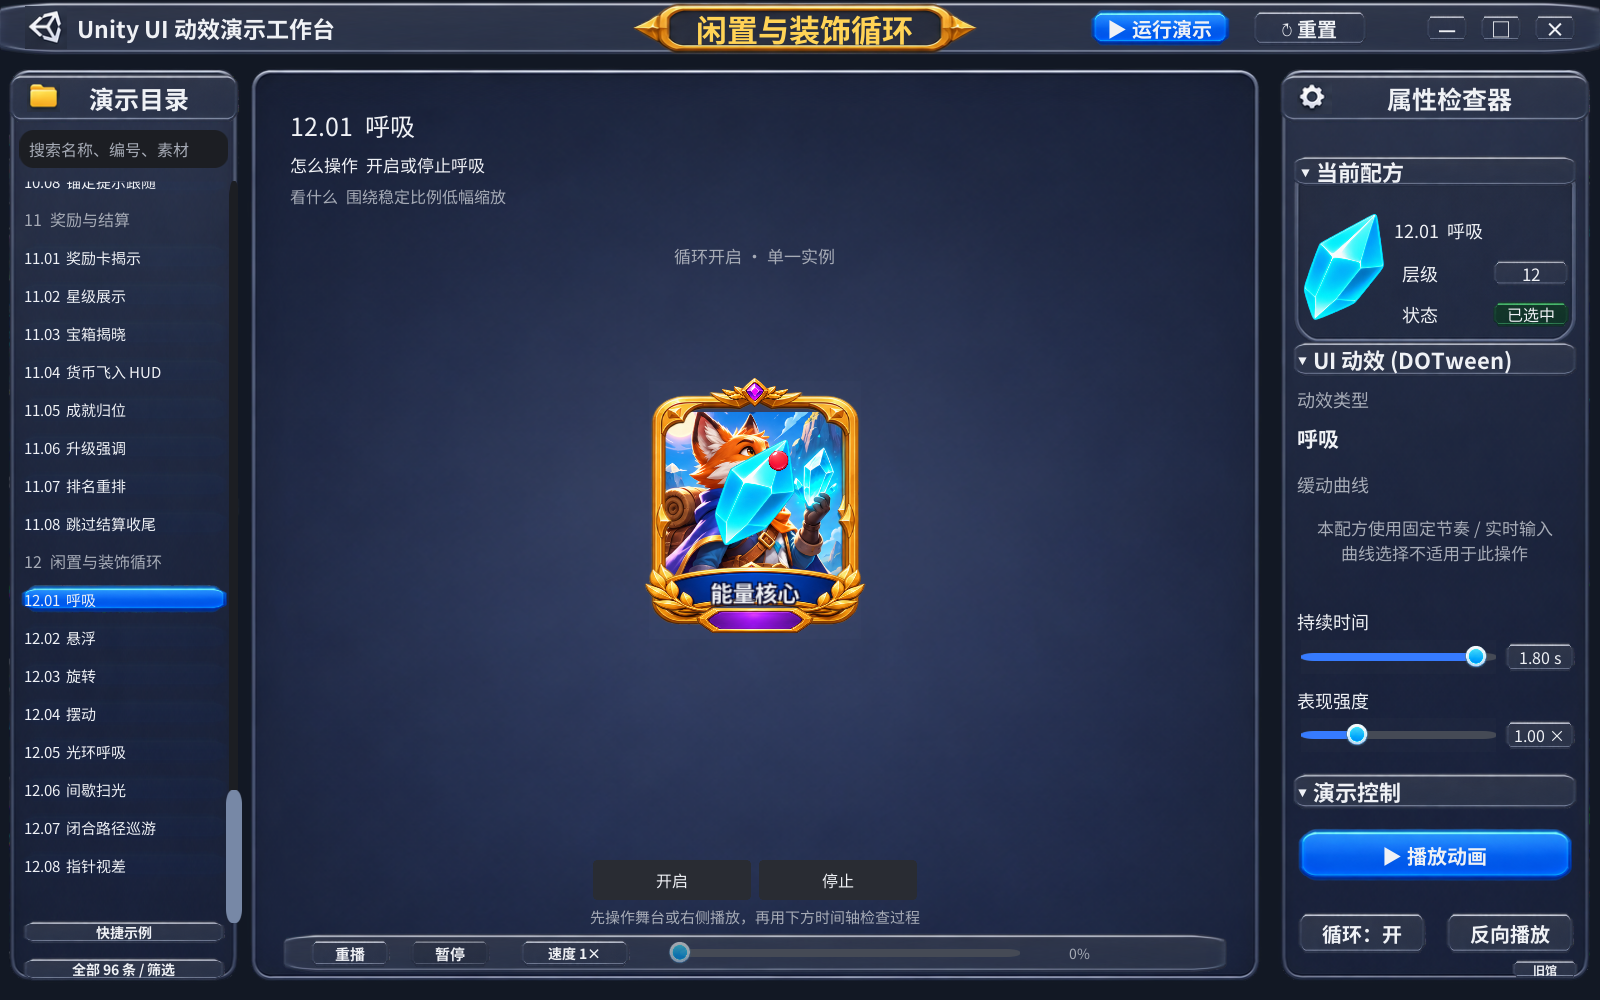 Unity UI 动效演示工作台
闲置与装饰循环
▶ 运行演示
↻ 重置
演示目录
搜索名称、编号、素材
10.08 锚定提示跟随
11 奖励与结算
11.01 奖励卡揭示
11.02 星级展示
11.03 宝箱揭晓
11.04 货币飞入 HUD
11.05 成就归位
11.06 升级强调
11.07 排名重排
11.08 跳过结算收尾
12 闲置与装饰循环
12.01 呼吸
12.02 悬浮
12.03 旋转
12.04 摆动
12.05 光环呼吸
12.06 间歇扫光
12.07 闭合路径巡游
12.08 指针视差
快捷示例
全部 96 条 / 筛选
12.01 呼吸
怎么操作 开启或停止呼吸
看什么 围绕稳定比例低幅缩放
循环开启 · 单一实例
能量核心
开启
停止
先操作舞台或右侧播放，再用下方时间轴检查过程
重播
暂停
速度 1×
0%
属性检查器
▼ 当前配方
12.01 呼吸
层级
12
状态
已选中
▼ UI 动效 (DOTween)
动效类型
呼吸
缓动曲线
本配方使用固定节奏 / 实时输入
曲线选择不适用于此操作
持续时间
1.80 s
表现强度
1.00 ×
▼ 演示控制
▶ 播放动画
循环：开
反向播放
旧馆